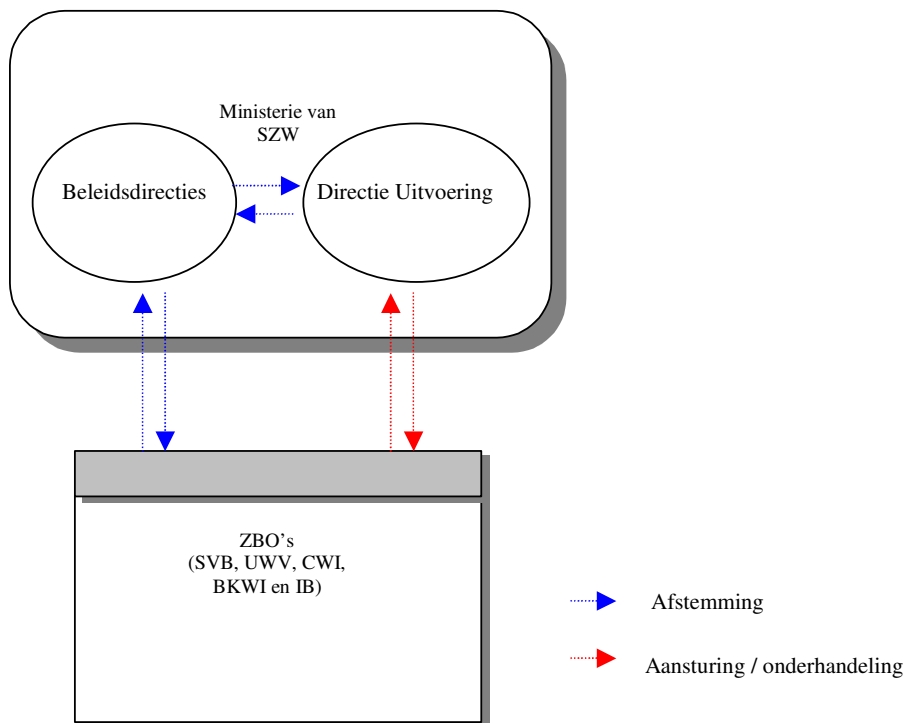 Ministerie van
SZW
Beleidsdirecties
Directie Uitvoering
ZBO's
(SVB, UWV, CWI,
BKWI en IB)
Afstemming
Aansturing / onderhandeling